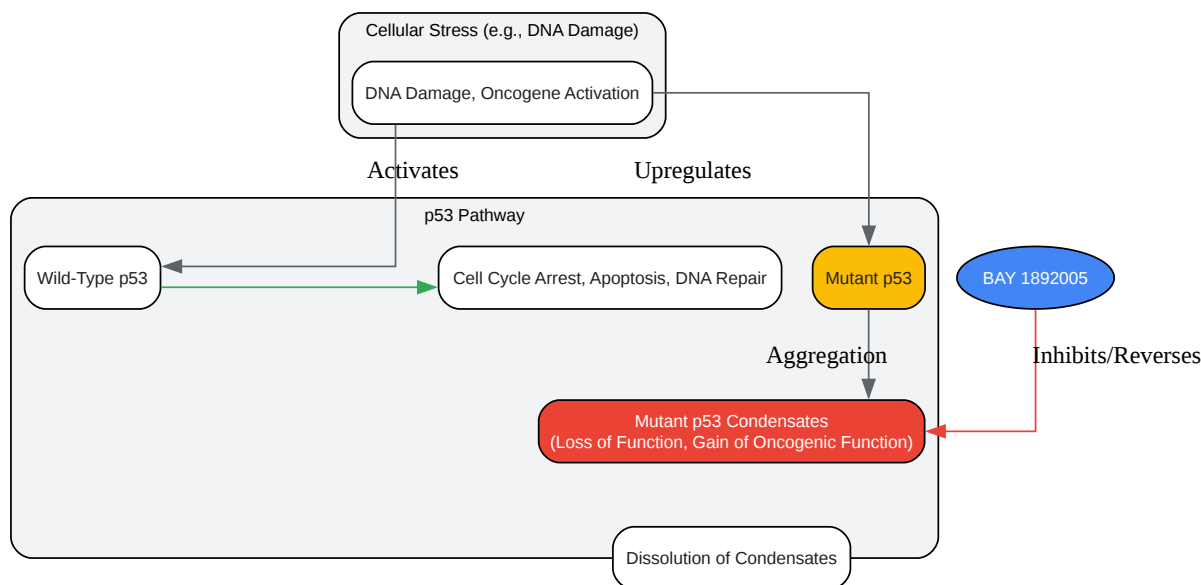 Cellular Stress (e.g., DNA Damage)
DNA Damage, Oncogene Activation
Activates
Upregulates
p53 Pathway
Wild-Type p53
Cell Cycle Arrest, Apoptosis, DNA Repair
Mutant p53
BAY 1892005
Aggregation
Inhibits/Reverses
Mutant p53 Condensates
(Loss of Function, Gain of Oncogenic Function)
Dissolution of Condensates